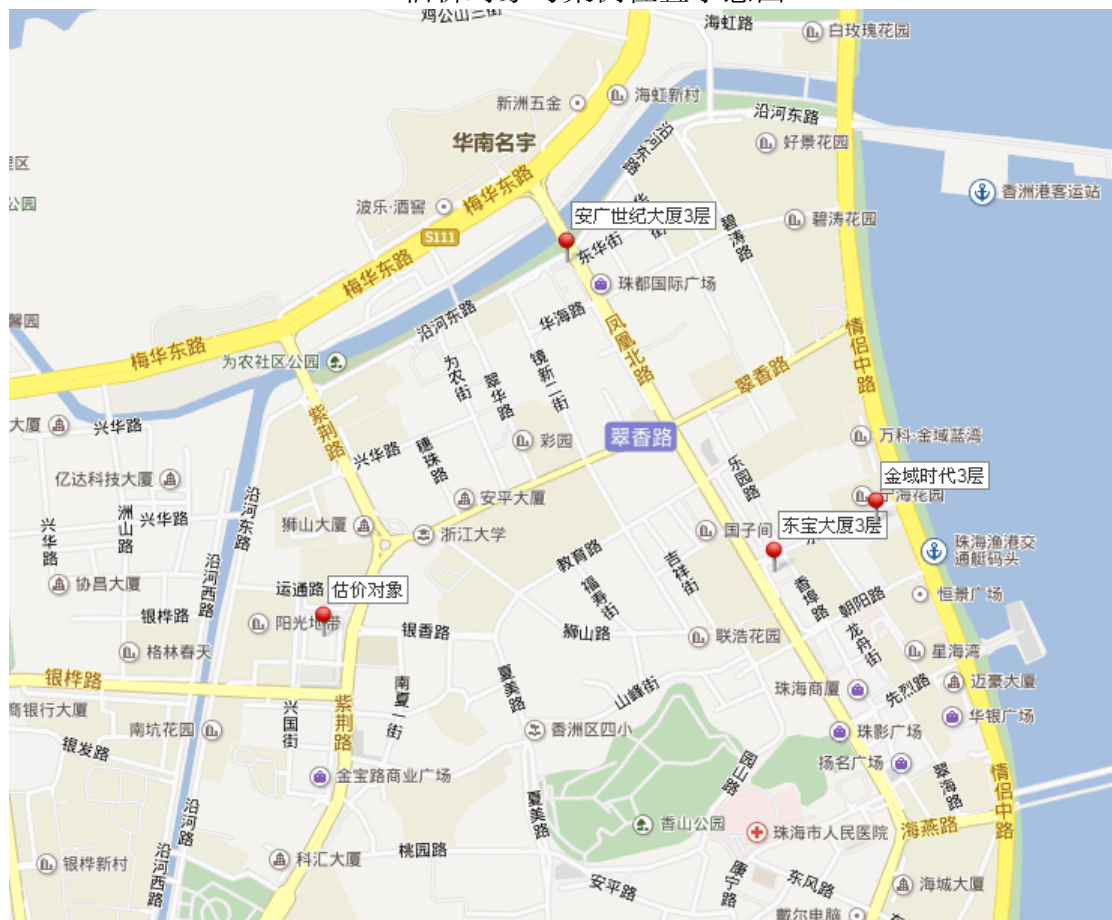 鸡公山三街
海虹路
白玫瑰花园
新洲五金
海虹新村
沿河东路
沿河东路
好景花园
华南名宇
梅华东路
香洲港客运站
公园
波乐·酒窖
安广世纪大厦3层
碧涛花园
S111
东华街
碧涛路
梅华东路
珠都国际广场
沿河东路
华海路
凤凰北路
情侣中路
馨园
梅华东路
为农社区公园
为农街
翠华路
镜新二街
翠香路
大厦
兴华路
紫荆路
兴华路
穗珠路
彩园
翠香路
万科·金域蓝湾
亿达科技大厦
沿河东路
安平大厦
乐园路
金域时代3层
宁海花园
兴华路
洲山路
兴华路
狮山大厦
浙江大学
国子间
东宝大厦3层
珠海渔港交
通艇码头
教育路
吉祥街
协昌大厦
沿河西路
运通路
估价对象
福寿街
香埠路
朝阳路
恒景广场
银桦路
阳光地带
银香路
狮山路
联浩花园
龙舟街
星海湾
格林春天
银桦路
夏美路
南夏一街
山峰街
珠海商厦
先烈路
迈豪大厦
商银行大厦
南坑花园
兴国街
紫荆路
香洲区四小
珠影广场
华银广场
银发路
扬名广场
金宝路商业广场
园山路
翠海路
情侣中路
沿河东路
夏美路
香山公园
珠海市人民医院
海燕路
银桦新村
沿河西路
科汇大厦
桃园路
康宁路
安平路
东风路
海城大厦
戴尔电脑